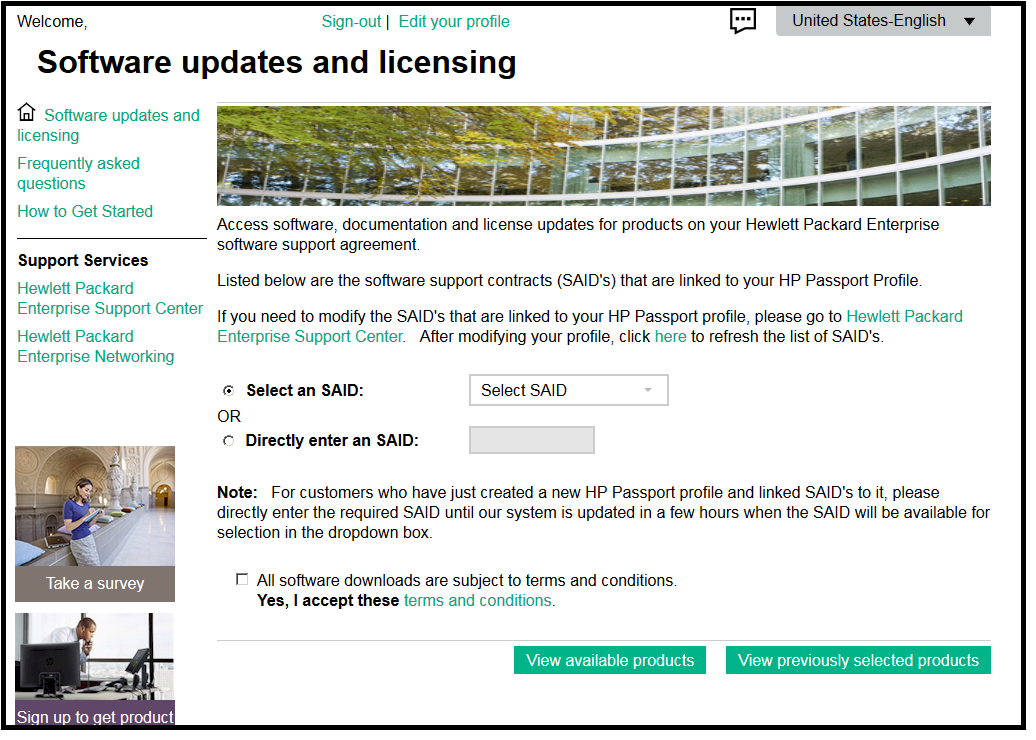 Welcome,
Sign-out | Edit your profile
United States-English
Software updates and licensing
Software updates and
licensing
Frequently asked
questions
How to Get Started
Support Services
Hewlett Packard
Enterprise Support Center
Hewlett Packard
Enterprise Networking
Take a survey
Sign up to get product
Access software, documentation and license updates for products on your Hewlett Packard Enterprise
software support agreement.
Listed below are the software support contracts (SAID's) that are linked to your HP Passport Profile.
If you need to modify the SAID's that are linked to your HP Passport profile, please go to Hewlett Packard
Enterprise Support Center. After modifying your profile, click here to refresh the list of SAID's.
Select an SAID: Select SAID
OR
Directly enter an SAID:
Note: For customers who have just created a new HP Passport profile and linked SAID's to it, please
directly enter the required SAID until our system is updated in a few hours when the SAID will be available for
selection in the dropdown box.
All software downloads are subject to terms and conditions.
Yes, I accept these terms and conditions.
View available products
View previously selected products